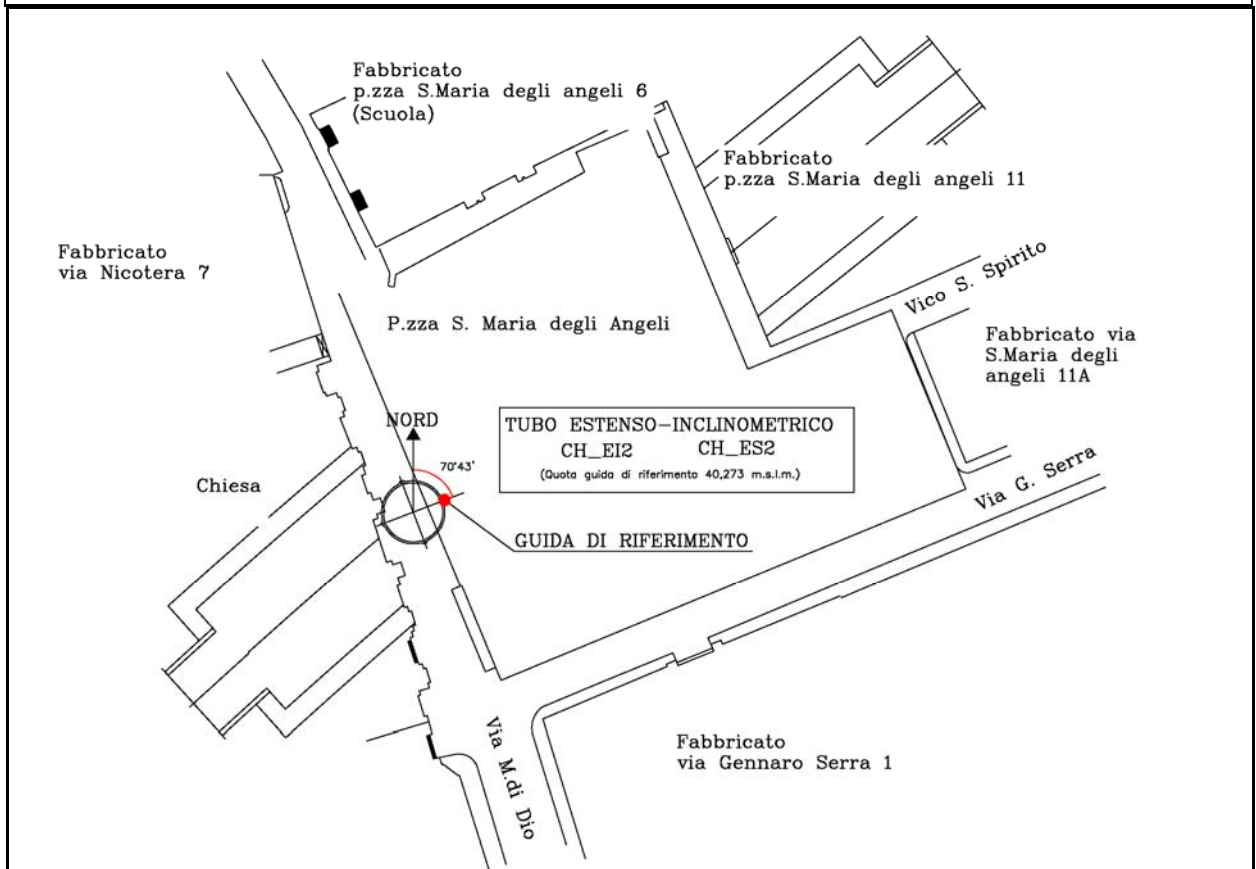 Fabbricato
p.zza S.Maria degli angeli 6
(Scuola)
Fabbricato
p.zza S.Maria degli angeli 11
Fabbricato
via Nicotera 7
Vico S. Spirito
P.zza S. Maria degli Angeli
Fabbricato via
S.Maria degli
angeli 11A
NORD
70°43'
TUBO ESTENSO-INCLINOMETRICO
CH_EI2 CH_ES2
(Quota guida di riferimento 40,273 m.s.l.m.)
Chiesa
Via G. Serra
GUIDA DI RIFERIMENTO
Via M.di Dio
Fabbricato
via Gennaro Serra 1